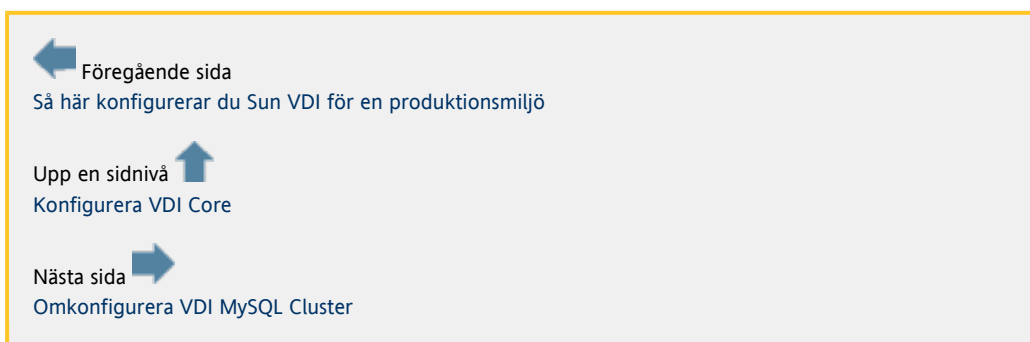 Föregående sida
Så här konfigurerar du Sun VDI för en produktionsmiljö
Upp en sidnivå
Konfigurera VDI Core
Nästa sida
Omkonfigurera VDI MySQL Cluster